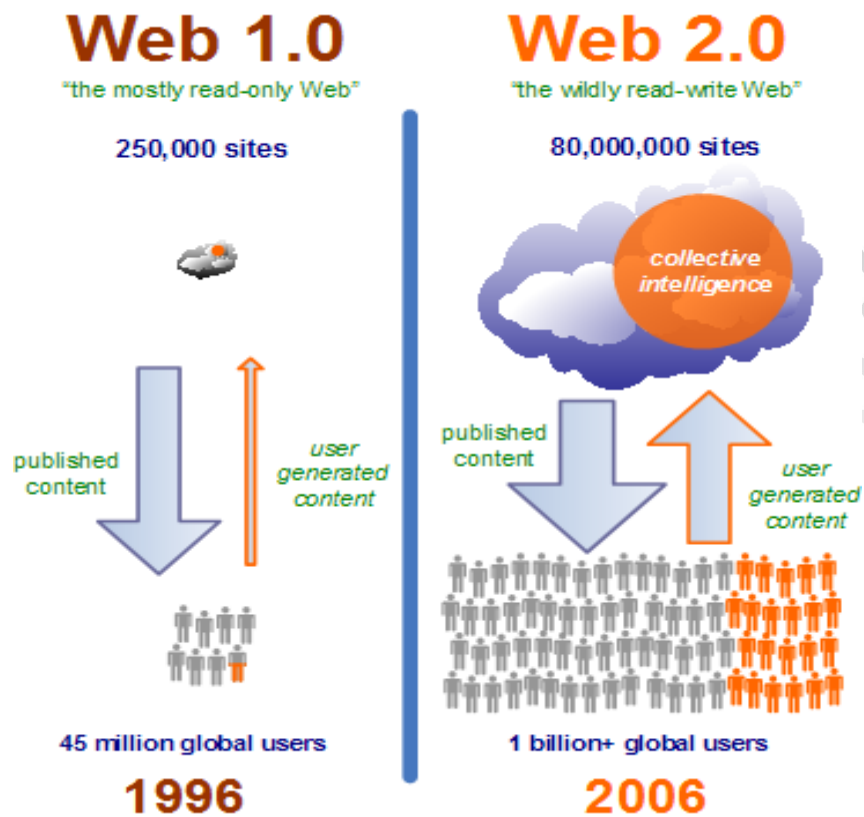 Web 1.0
"the mostly read-only Web"
250,000 sites
published
content
user
generated
content
45 million global users
1996
Web 2.0
"the wildly read-write Web"
80,000,000 sites
collective
intelligence
published
content
user
generated
content
1 billion+ global users
2006